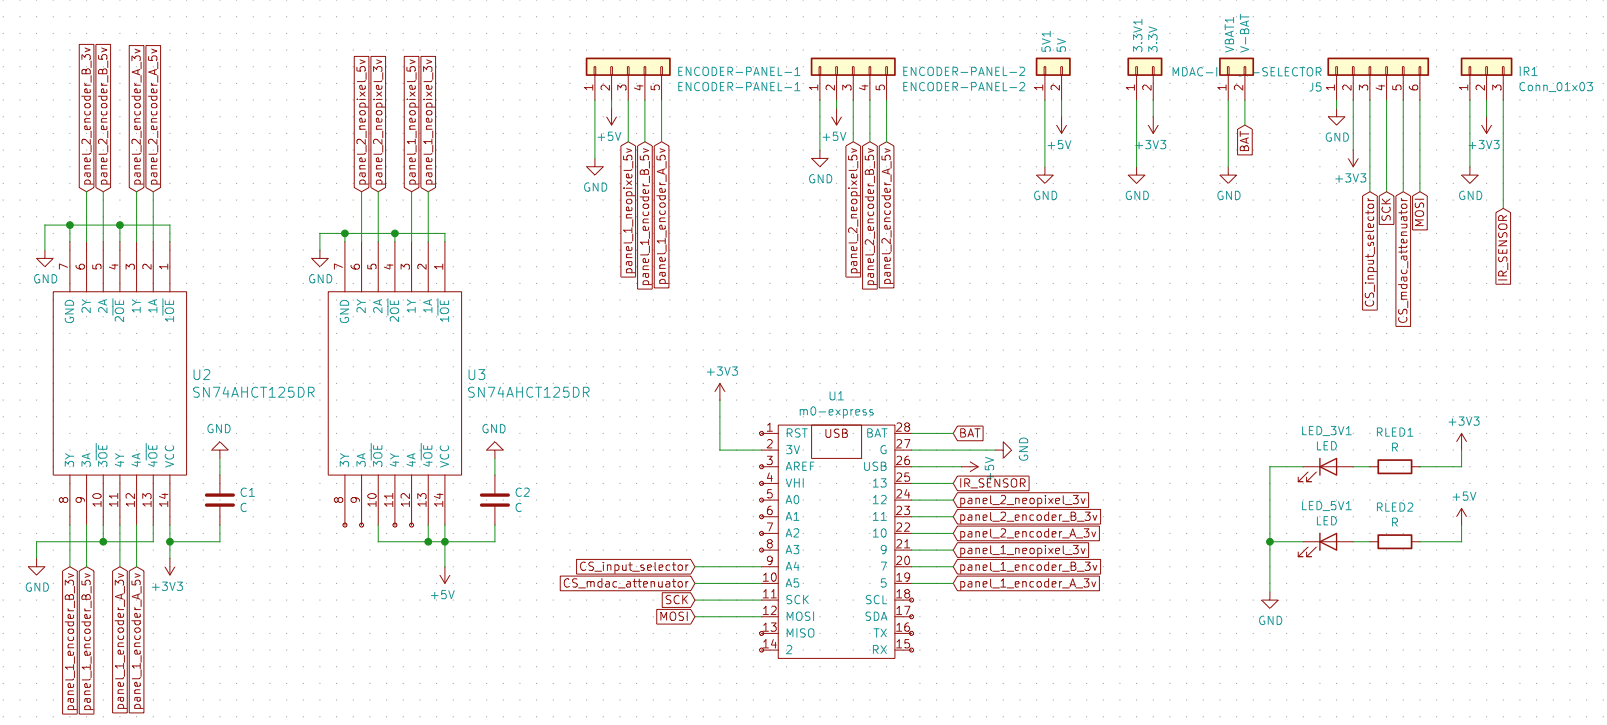 panel_2_encoder_B_3v
panel_2_encoder_B_5v
panel_2_encoder_A_3v
panel_2_encoder_A_5v
GND
7
6
5
4
3
2
1
GND
2Y
2A
2OE
1Y
1A
1OE
U2
SN74AHCT125DR
3Y
3A
3OE
4Y
4A
4OE
VCC
8
9
10
11
12
13
14
GND
C1
C
GND
+3V3
panel_1_encoder_B_3v
panel_1_encoder_B_5v
panel_1_encoder_A_3v
panel_1_encoder_A_5v
panel_2_neopixel_5v
panel_2_neopixel_3v
panel_1_neopixel_5v
panel_1_neopixel_3v
GND
7
6
5
4
3
2
1
GND
2Y
2A
2OE
1Y
1A
1OE
U3
SN74AHCT125DR
3Y
3A
3OE
4Y
4A
4OE
VCC
8
9
10
11
12
13
14
GND
C2
C
+5V
ENCODER-PANEL-1
ENCODER-PANEL-1
1
2
3
4
5
+5V
GND
panel_1_neopixel_5v
panel_1_encoder_B_5v
panel_1_encoder_A_5v
ENCODER-PANEL-2
ENCODER-PANEL-2
1
2
3
4
5
+5V
GND
panel_2_neopixel_5v
panel_2_encoder_B_5v
panel_2_encoder_A_5v
5V1
5V
1
2
+5V
GND
3.3V1
3.3V
1
2
+3V3
GND
VBAT1
V-BAT
1
2
BAT
GND
MDAC-I
-SELECTOR
J5
1
2
3
4
5
6
GND
+3V3
CS_input_selector
SCK
CS_mdac_attenuator
MOSI
IR1
Conn_01x03
1
2
3
+3V3
GND
IR_SENSOR
+3V3
U1
m0-express
USB
1 RST
2 3V
3 AREF
4 VHI
5 A0
6 A1
7 A2
8 A3
CS_input_selector 9 A4
CS_mdac_attenuator 10 A5
SCK 11 SCK
MOSI 12 MOSI
13 MISO
14 2
BAT 28 BAT
G 27 GND
USB 26 +5V
13 25 IR_SENSOR
12 24 panel_2_neopixel_3v
11 23 panel_2_encoder_B_3v
10 22 panel_2_encoder_A_3v
9 21 panel_1_neopixel_3v
7 20 panel_1_encoder_B_3v
5 19 panel_1_encoder_A_3v
SCL 18
SDA 17
TX 16
RX 15
LED_3V1
LED
RLED1
R
+3V3
LED_5V1
LED
RLED2
R
+5V
GND